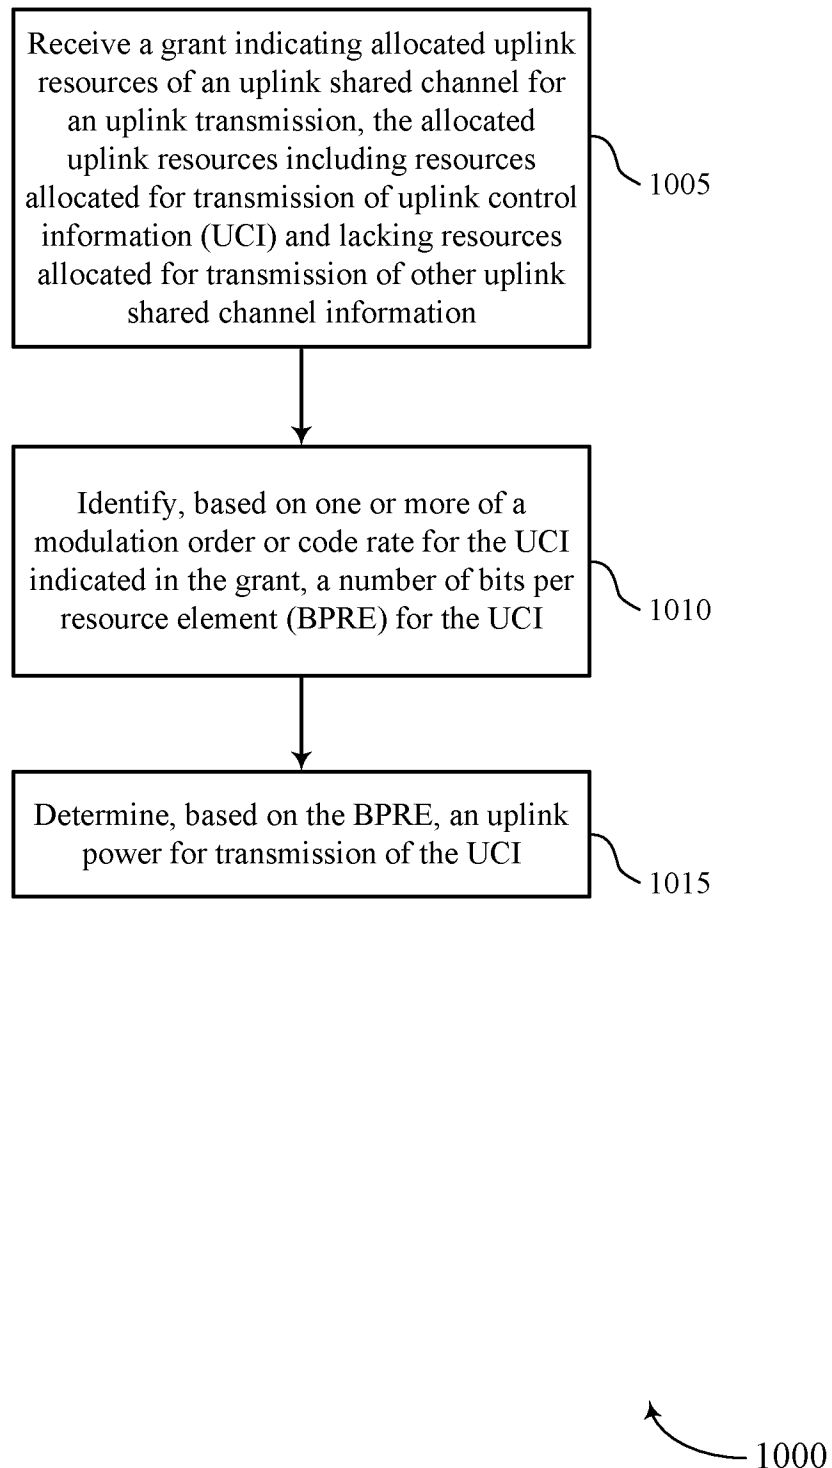 Receive a grant indicating allocated uplink
resources of an uplink shared channel for
an uplink transmission, the allocated
uplink resources including resources
allocated for transmission of uplink control
information (UCI) and lacking resources
allocated for transmission of other uplink
shared channel information
1005
Identify, based on one or more of a
modulation order or code rate for the UCI
indicated in the grant, a number of bits per
resource element (BPRE) for the UCI
1010
Determine, based on the BPRE, an uplink
power for transmission of the UCI
1015
1000